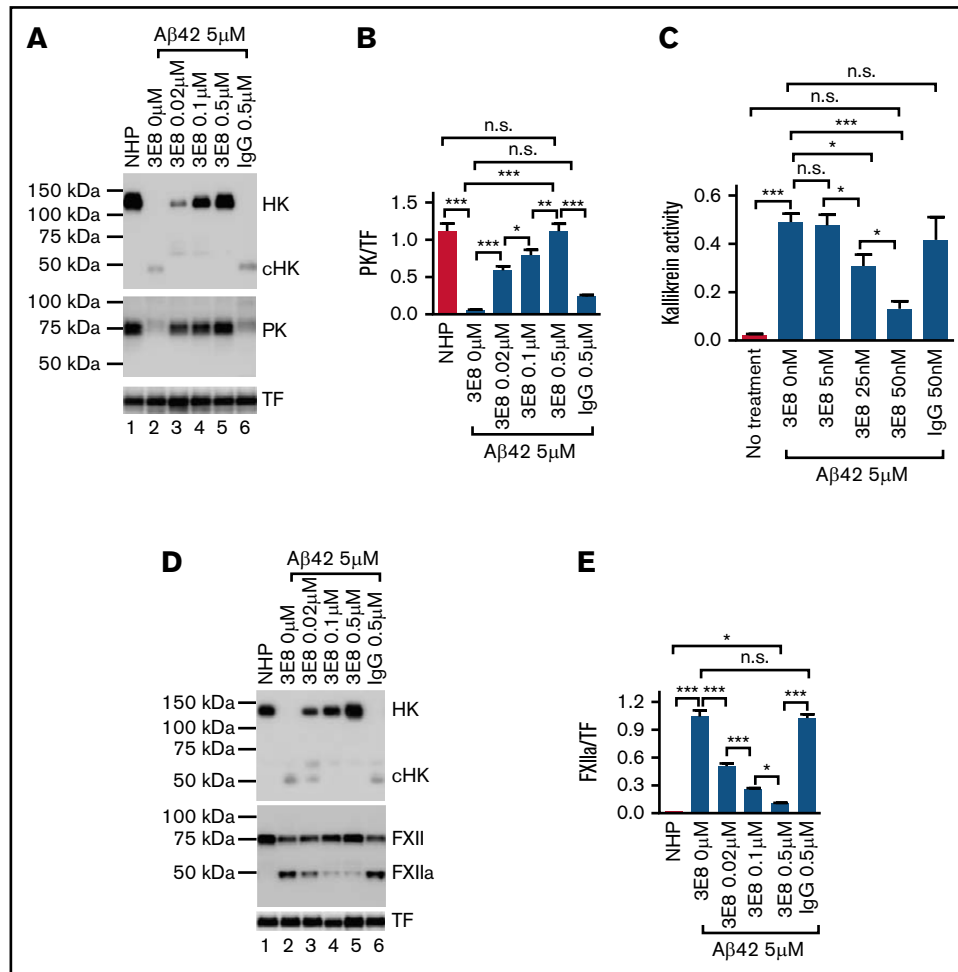 A
Aβ42 5μM
NHP
3E8 0μM
3E8 0.02μM
3E8 0.1μM
3E8 0.5μM
IgG 0.5μM
150 kDa
100 kDa
75 kDa
50 kDa
HK
cHK
100 kDa
75 kDa
50 kDa
PK
TF
1 2 3 4 5 6
B
n.s.
n.s.
***
*** ** ***
*** *
PK/TF
1.5
1.0
0.5
0.0
NHP
3E8 0μM
3E8 0.02μM
3E8 0.1μM
3E8 0.5μM
IgG 0.5μM
Aβ42 5μM
C
n.s.
n.s.
***
*
*** n.s. *
*
Kallikrein activity
0.6
0.4
0.2
0.0
No treatment
3E8 0nM
3E8 5nM
3E8 25nM
3E8 50nM
IgG 50nM
Aβ42 5μM
D
Aβ42 5μM
NHP
3E8 0μM
3E8 0.02μM
3E8 0.1μM
3E8 0.5μM
IgG 0.5μM
150 kDa
100 kDa
75 kDa
50 kDa
HK
cHK
100 kDa
75 kDa
50 kDa
FXII
FXIIa
TF
1 2 3 4 5 6
E
*
n.s.
*** *** ***
***
*
FXIIa/TF
1.2
0.9
0.6
0.3
0.0
NHP
3E8 0μM
3E8 0.02μM
3E8 0.1μM
3E8 0.5μM
IgG 0.5μM
Aβ42 5μM